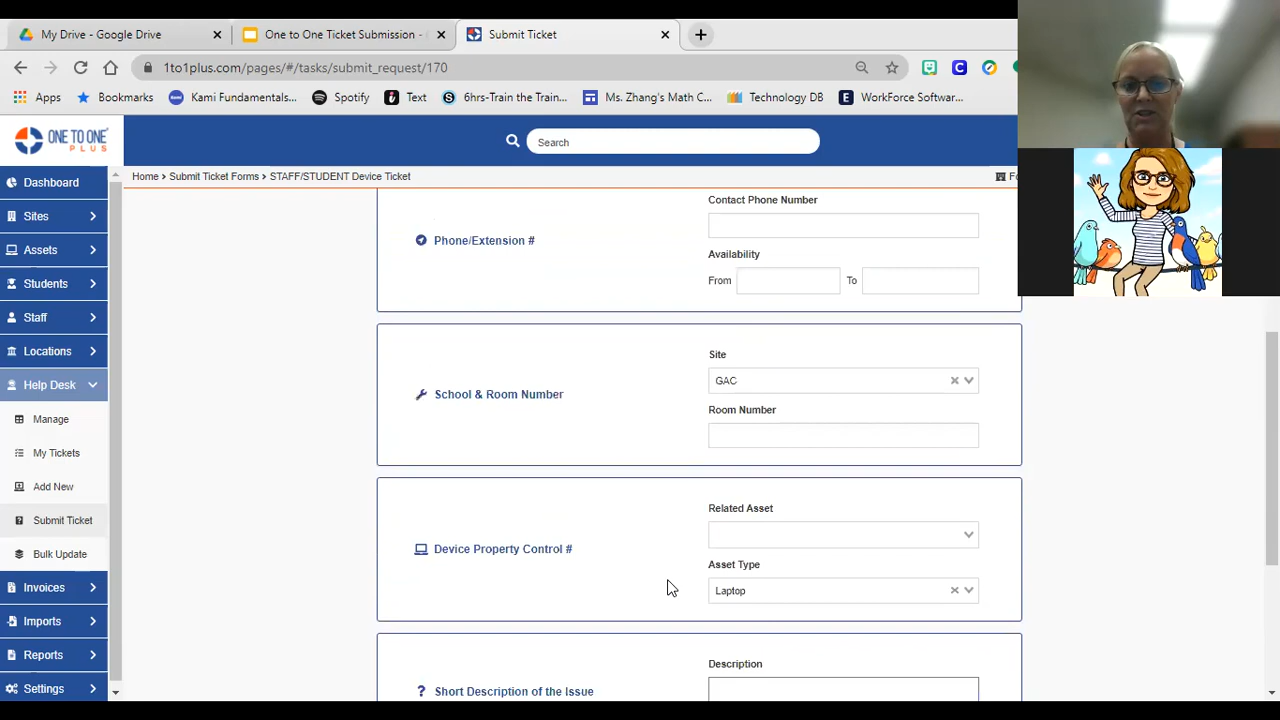 My Drive - Google Drive
One to One Ticket Submission -
Submit Ticket
1to1plus.com/pages/#/tasks/submit_request/170
Apps
Bookmarks
Kami Fundamentals...
Spotify
Text
6hrs-Train the Train...
Ms. Zhang's Math C...
Technology DB
WorkForce Softwar...
ONE TO ONE
PLUS
Search
Home > Submit Ticket Forms > STAFF/STUDENT Device Ticket
Dashboard
Sites
Assets
Students
Staff
Locations
Help Desk
Manage
My Tickets
Add New
Submit Ticket
Bulk Update
Invoices
Imports
Reports
Settings
Phone/Extension #
Contact Phone Number
Availability
From
To
School & Room Number
Site
GAC
Room Number
Device Property Control #
Related Asset
Asset Type
Laptop
Short Description of the Issue
Description